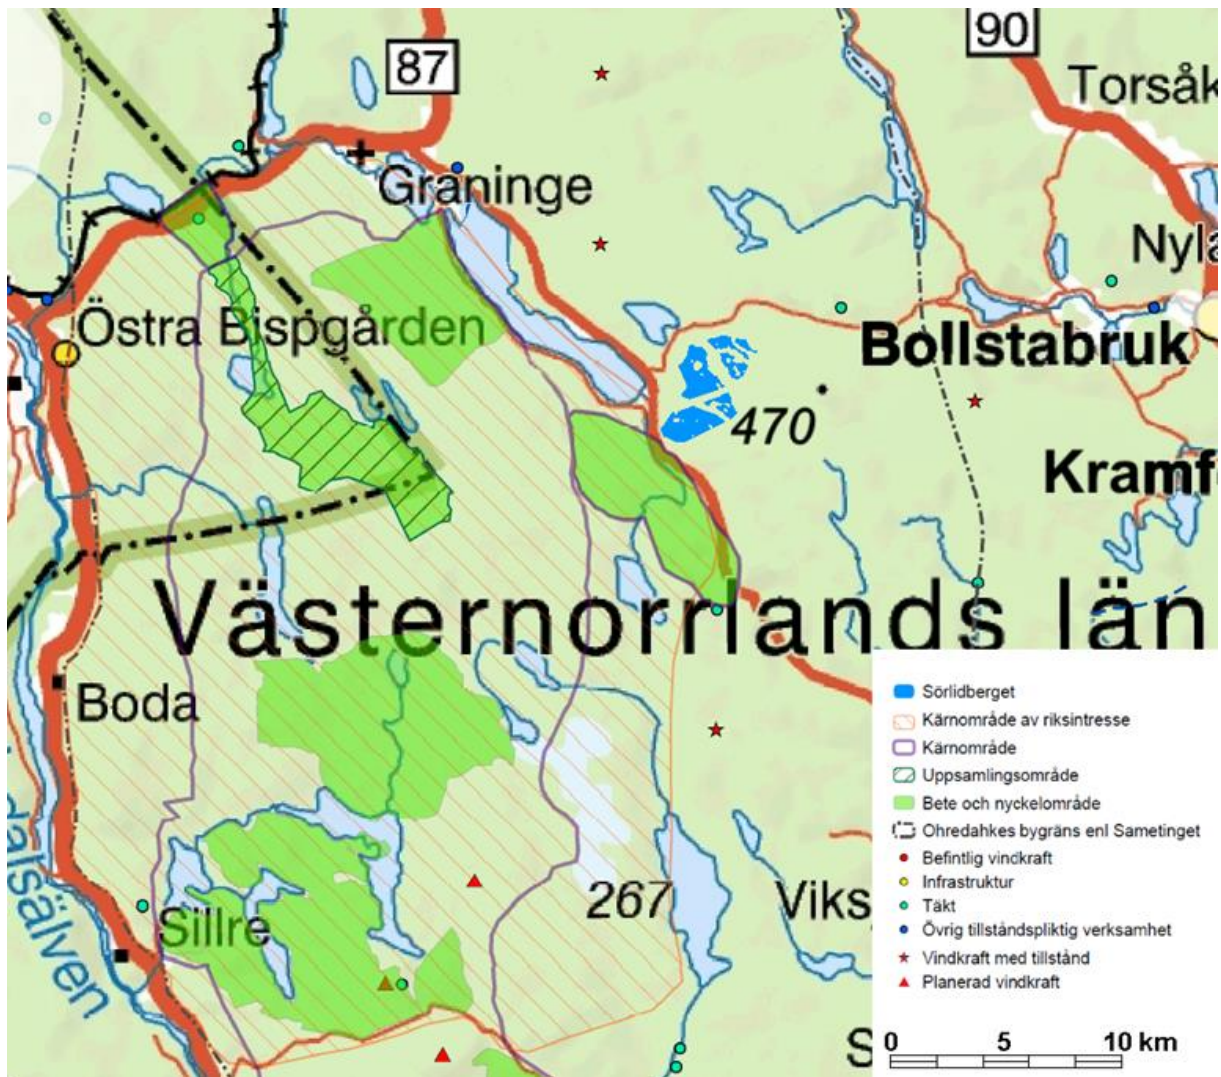 90
87
Torsåk
Graninge
Nyla
Östra Bispgården
Bollstabruk
470
Kramf
Västernorrlands län
Boda
Sörlidberget
Kärnområde av riksintresse
Kärnområde
Uppsamlingsområde
Bete och nyckelområde
Ohredahkes bygräns enl Sametinget
Befintlig vindkraft
Infrastruktur
Täkt
Övrig tillståndspliktig verksamhet
Vindkraft med tillstånd
Planerad vindkraft
267
Viks
Sillre
dalsälven
S
0 5 10 km